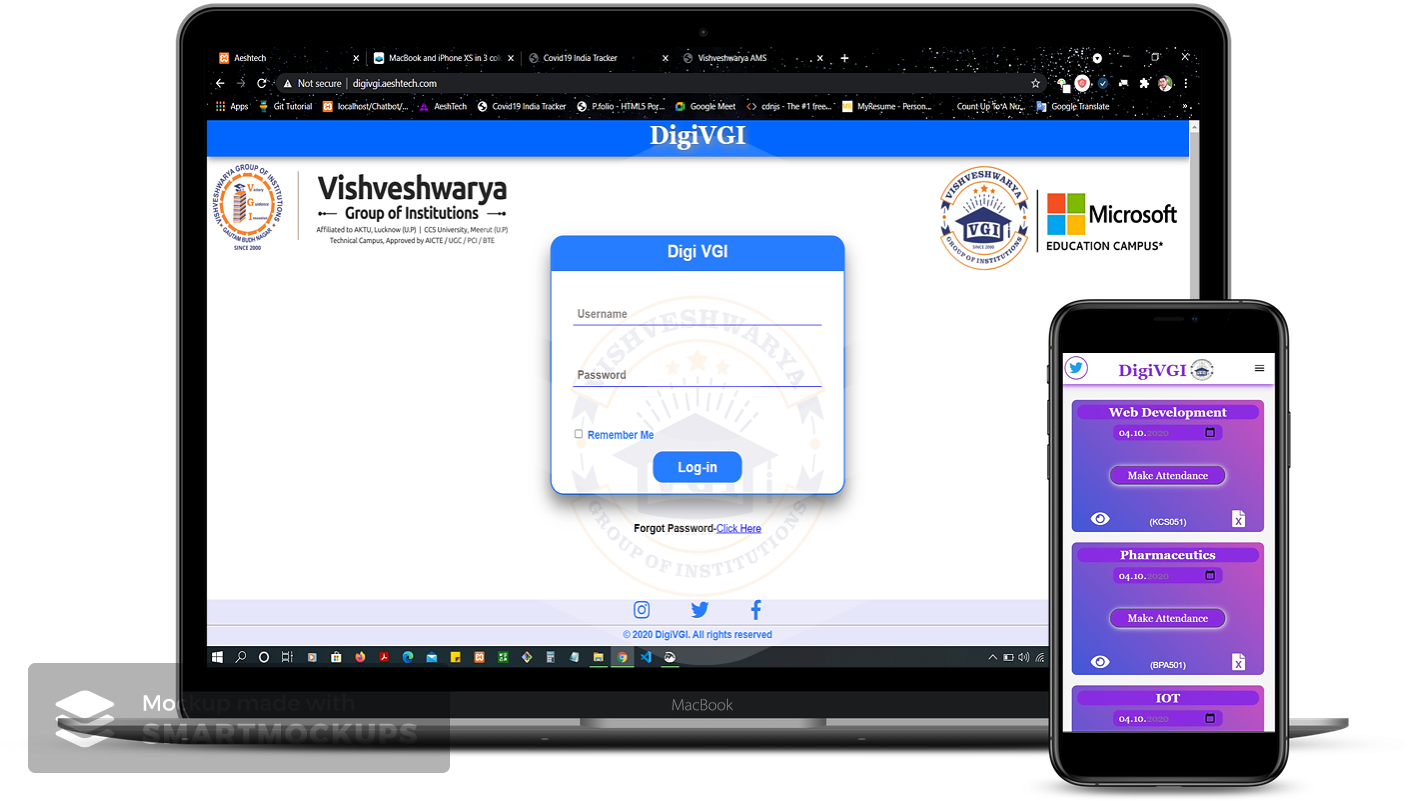 Aeshtech
MacBook and iPhone XS in 3 col
Covid19 India Tracker
Vishveshwarya AMS
Not secure | digivgi.aeshtech.com
Apps
Git Tutorial
localhost/Chatbot/...
AeshTech
Covid19 India Tracker
P.folio - HTML5 Por...
Google Meet
cdnjs - The #1 free...
MyResume - Person...
Count Up To A Nu...
Google Translate
DigiVGI
VISHVESHWARYA GROUP OF INSTITUTIONS
GAUTAM BUDH NAGAR
SINCE 2000
Vishveshwarya
Group of Institutions
Affiliated to AKTU, Lucknow (U.P) | CCS University, Meerut (U.P)
Technical Campus, Approved by AICTE / UGC / PCI / BTE
VISHVESHWARYA
VGI
SINCE 2000
GROUP OF INSTITUTIONS
Microsoft
EDUCATION CAMPUS*
Digi VGI
Username
Password
Remember Me
Log-in
VISHVESHWARYA
VGI
GROUP OF INSTITUTIONS
Forgot Password-Click Here
© 2020 DigiVGI. All rights reserved
MacBook
DigiVGI
Web Development
04.10.2020
Make Attendance
(KCS051)
Pharmaceutics
04.10.2020
Make Attendance
(BPA501)
IOT
04.10.2020
Mockup made with
SMARTMOCKUPS